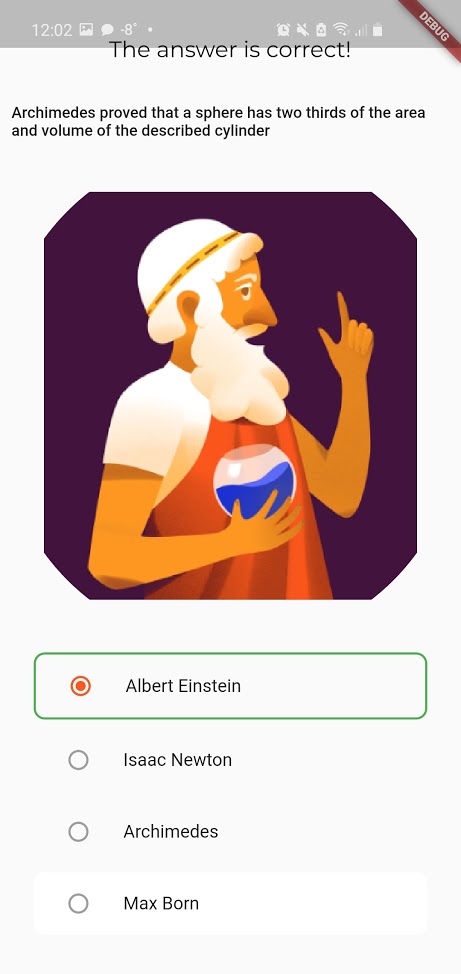 12:02 -8°
DEBUG
The answer is correct!
Archimedes proved that a sphere has two thirds of the area
and volume of the described cylinder
Albert Einstein
Isaac Newton
Archimedes
Max Born